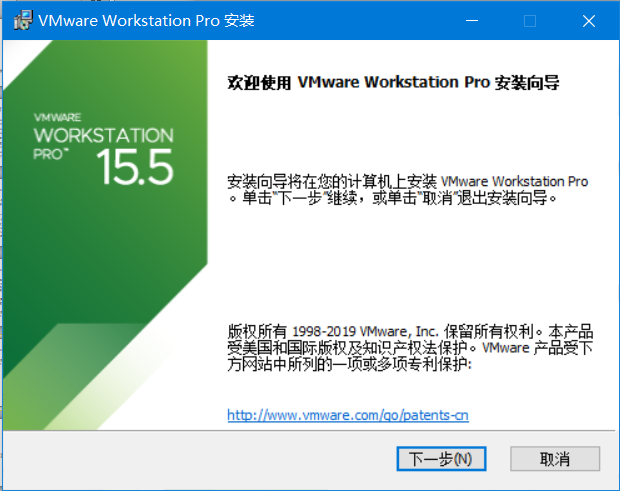 VMware Workstation Pro 安装
VMWARE
WORKSTATION
PRO™ 15.5
欢迎使用 VMware Workstation Pro 安装向导
安装向导将在您的计算机上安装 VMware Workstation Pro
。单击“下一步”继续，或单击“取消”退出安装向导。
版权所有 1998-2019 VMware, Inc. 保留所有权利。本产品
受美国和国际版权及知识产权法保护。VMware 产品受下
方网站中所列的一项或多项专利保护:
http://www.vmware.com/go/patents-cn
下一步(N)
取消